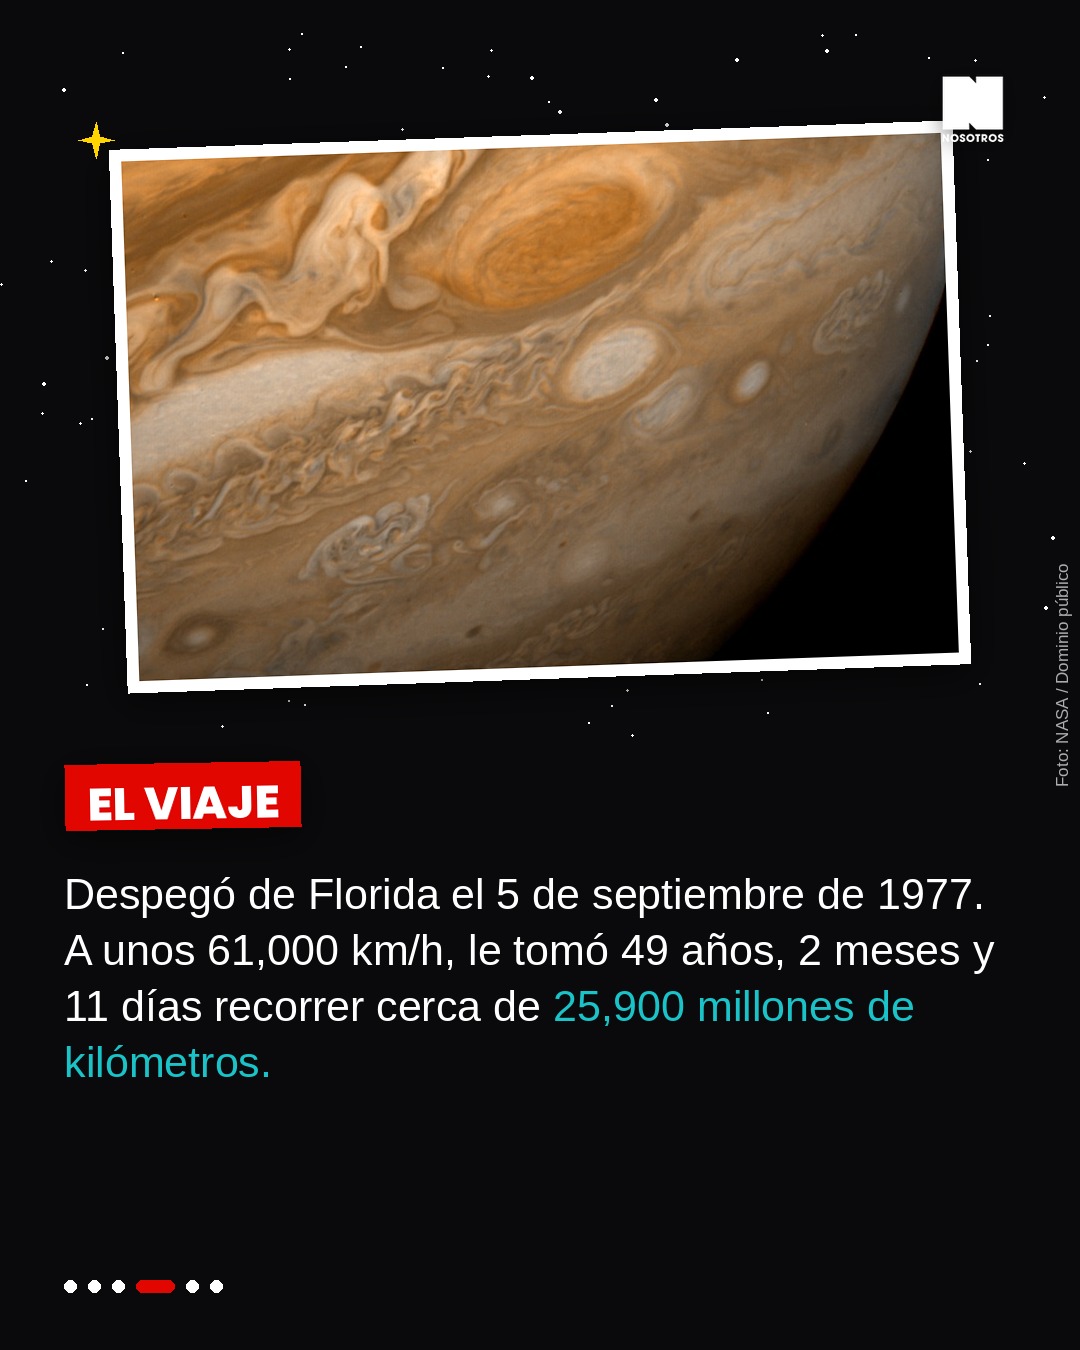 NOSOTROS
Foto: NASA / Dominio público
EL VIAJE
Despegó de Florida el 5 de septiembre de 1977.
A unos 61,000 km/h, le tomó 49 años, 2 meses y
11 días recorrer cerca de 25,900 millones de
kilómetros.